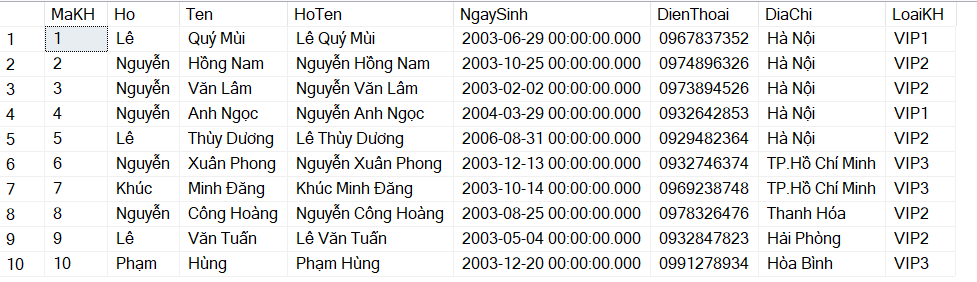 MaKH Ho Ten HoTen NgaySinh DienThoai DiaChi LoaiKH
1 1 Lê Quý Mùi Lê Quý Mùi 2003-06-29 00:00:00.000 0967837352 Hà Nội VIP1
2 2 Nguyễn Hồng Nam Nguyễn Hồng Nam 2003-10-25 00:00:00.000 0974896326 Hà Nội VIP2
3 3 Nguyễn Văn Lâm Nguyễn Văn Lâm 2003-02-02 00:00:00.000 0973894526 Hà Nội VIP2
4 4 Nguyễn Anh Ngọc Nguyễn Anh Ngọc 2004-03-29 00:00:00.000 0932642853 Hà Nội VIP1
5 5 Lê Thùy Dương Lê Thùy Dương 2006-08-31 00:00:00.000 0929482364 Hà Nội VIP2
6 6 Nguyễn Xuân Phong Nguyễn Xuân Phong 2003-12-13 00:00:00.000 0932746374 TP.Hồ Chí Minh VIP3
7 7 Khúc Minh Đăng Khúc Minh Đăng 2003-10-14 00:00:00.000 0969238748 TP.Hồ Chí Minh VIP3
8 8 Nguyễn Công Hoàng Nguyễn Công Hoàng 2003-08-25 00:00:00.000 0978326476 Thanh Hóa VIP2
9 9 Lê Văn Tuấn Lê Văn Tuấn 2003-05-04 00:00:00.000 0932847823 Hải Phòng VIP2
10 10 Phạm Hùng Phạm Hùng 2003-12-20 00:00:00.000 0991278934 Hòa Bình VIP3